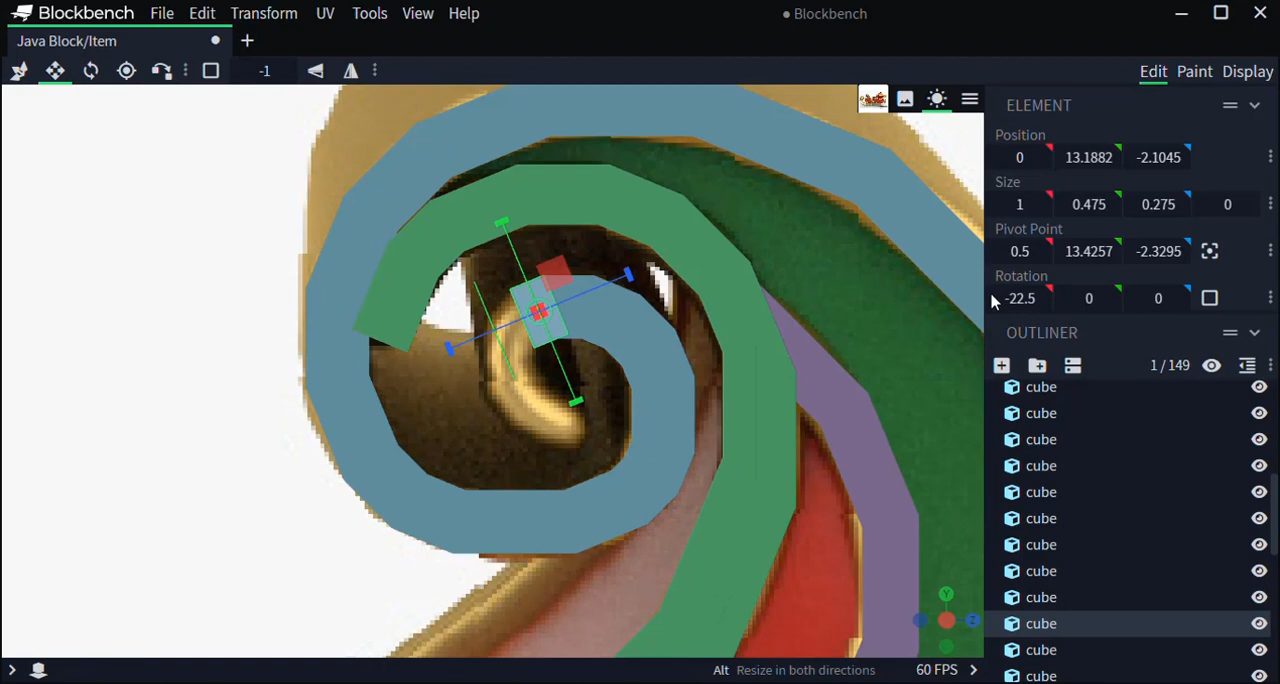 Blockbench File Edit Transform UV Tools View Help Blockbench
Java Block/Item
-1 Edit Paint Display
ELEMENT
Position
0 13.1882 -2.1045
Size
1 0.475 0.275 0
Pivot Point
0.5 13.4257 -2.3295
Rotation
-22.5 0 0
OUTLINER
1 / 149
cube
cube
cube
cube
cube
cube
cube
cube
cube
cube
cube
cube
Y
Z
Alt Resize in both directions 60 FPS